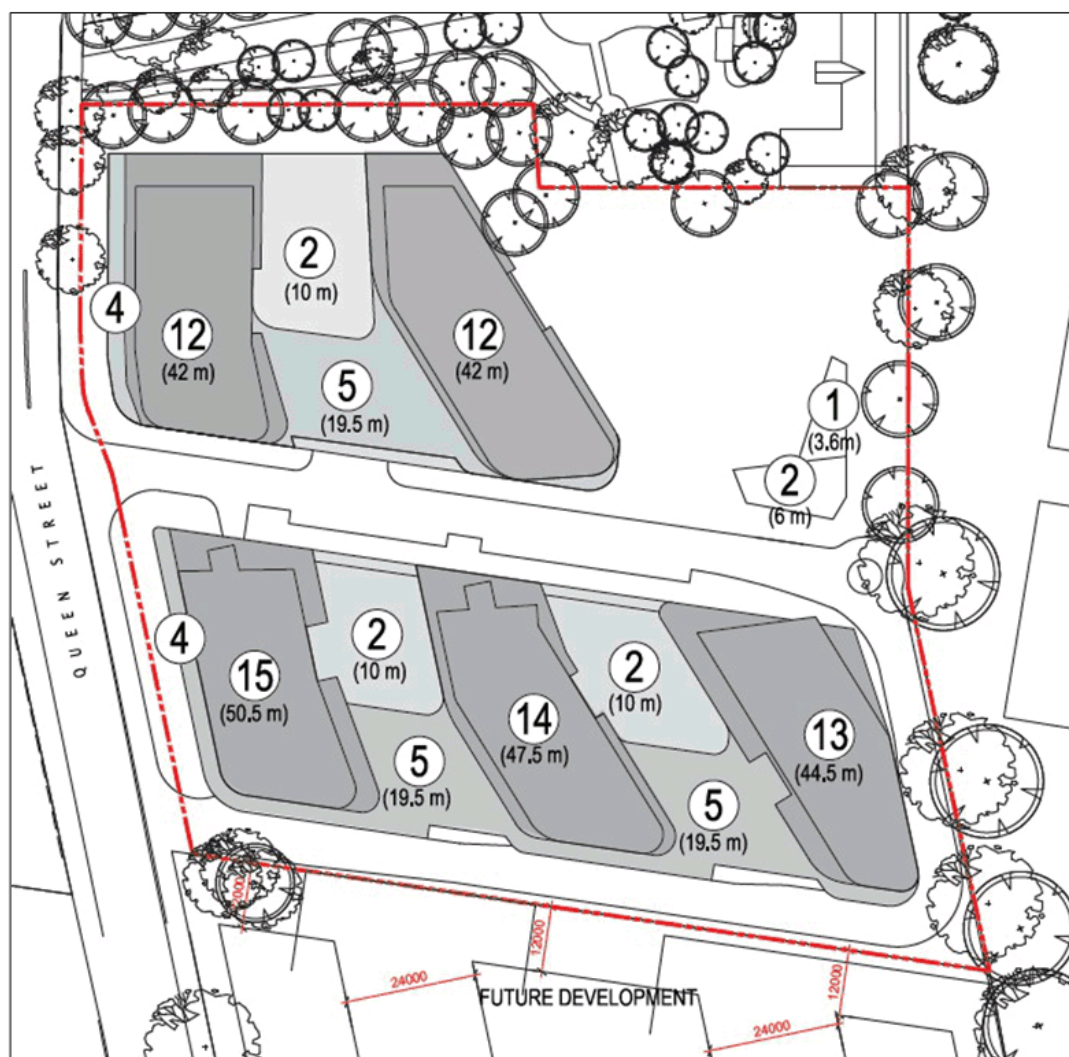 2
(10 m)
4
12
(42 m)
12
(42 m)
5
(19.5 m)
1
(3.6m)
2
(6 m)
QUEEN STREET
4
15
(50.5 m)
2
(10 m)
14
(47.5 m)
2
(10 m)
13
(44.5 m)
5
(19.5 m)
5
(19.5 m)
12000
12000
12000
24000
FUTURE DEVELOPMENT
24000